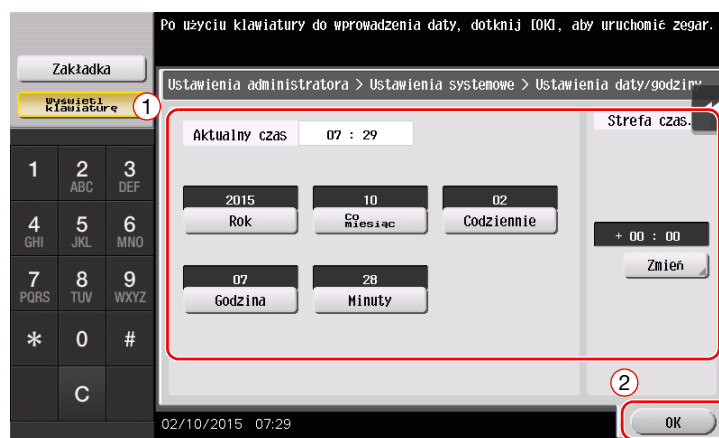 Po użyciu klawiatury do wprowadzenia daty, dotknij [OK], aby uruchomić zegar.
Zakładka
Wyświetl
klawiaturę
1
Ustawienia administratora > Ustawienia systemowe > Ustawienia daty/godziny
Aktualny czas 07 : 29
Strefa czas.
1 2 3
ABC DEF
2015 10 02
Rok Co miesiąc Codziennie
4 5 6
GHI JKL MNO
+ 00 : 00
Zmień
7 8 9
PQRS TUV WXYZ
07 28
Godzina Minuty
* 0 #
C
2
02/10/2015 07:29
OK